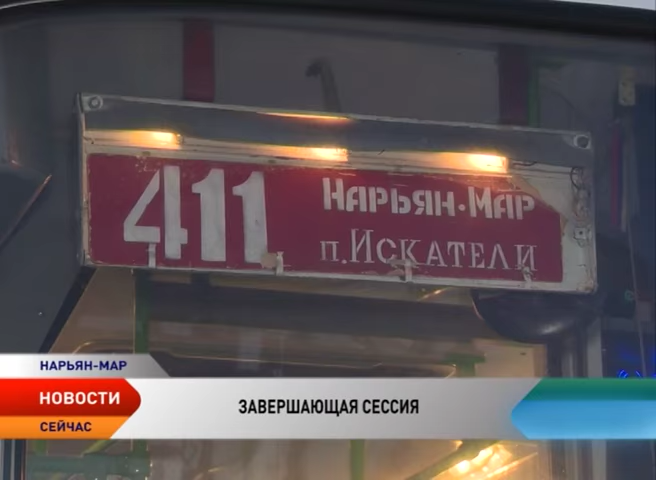 411
НАРЬЯН-МАР
п. ИСКАТЕЛИ
НАРЬЯН-МАР
НОВОСТИ
СЕЙЧАС
ЗАВЕРШАЮЩАЯ СЕССИЯ